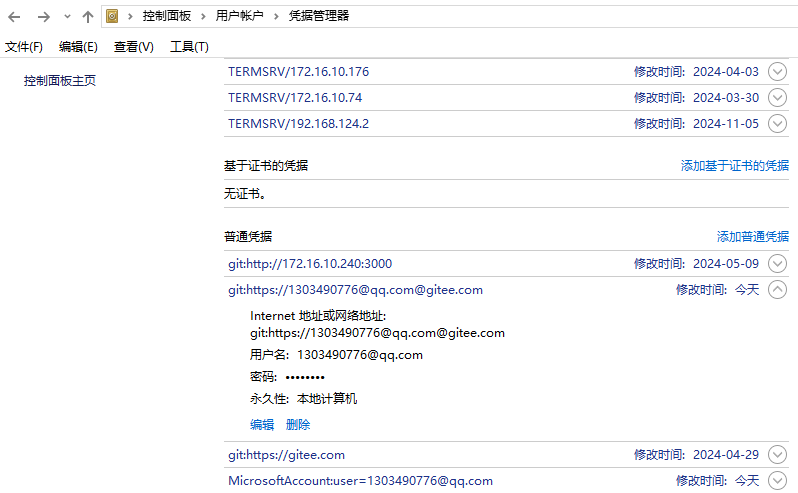 控制面板 用户帐户 凭据管理器
文件(F) 编辑(E) 查看(V) 工具(T)
控制面板主页
TERMSRV/172.16.10.176 修改时间: 2024-04-03
TERMSRV/172.16.10.74 修改时间: 2024-03-30
TERMSRV/192.168.124.2 修改时间: 2024-11-05
基于证书的凭据 添加基于证书的凭据
无证书。
普通凭据 添加普通凭据
git:http://172.16.10.240:3000 修改时间: 2024-05-09
git:https://1303490776@qq.com@gitee.com 修改时间: 今天
Internet 地址或网络地址:
git:https://1303490776@qq.com@gitee.com
用户名: 1303490776@qq.com
密码: ••••••••
永久性: 本地计算机
编辑 删除
git:https://gitee.com 修改时间: 2024-04-29
MicrosoftAccount:user=1303490776@qq.com 修改时间: 今天